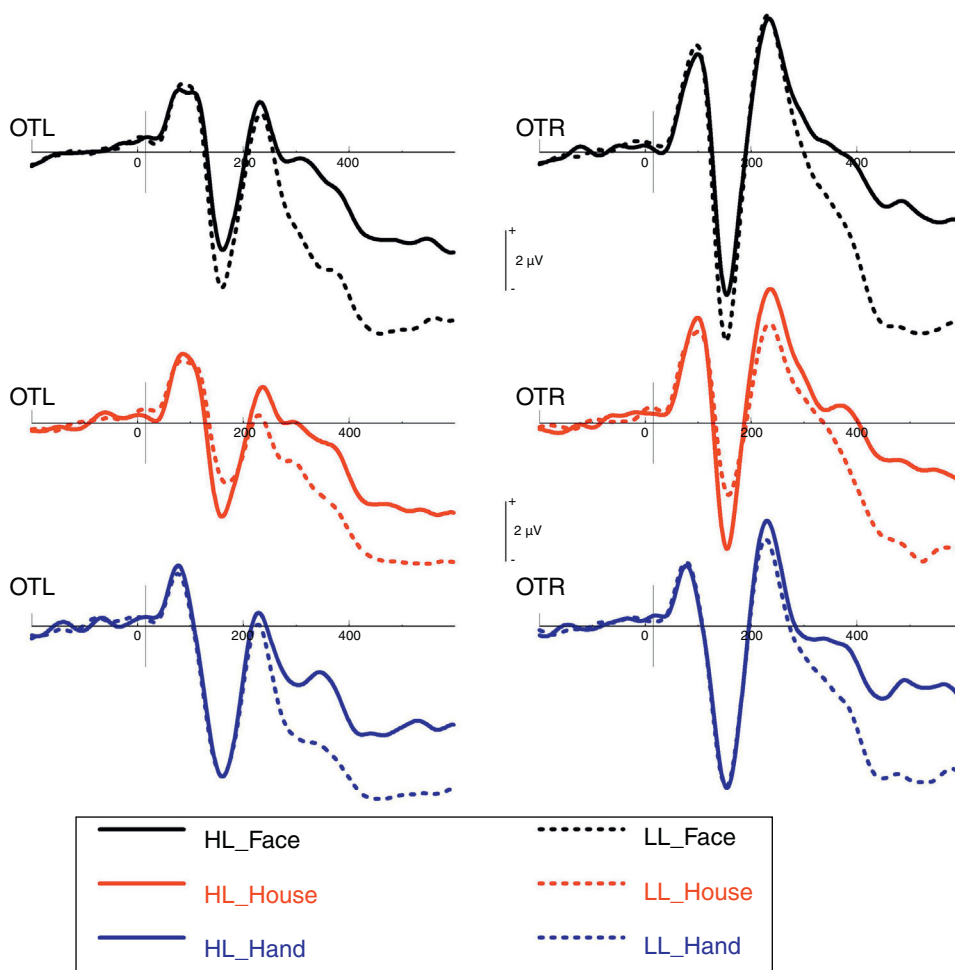 OTL OTR
0 200 400 0 200 400
+
2 µV
-
OTL OTR
0 200 400 0 200 400
+
2 µV
-
OTL OTR
0 200 400 0 200 400
HL_Face LL_Face
HL_House LL_House
HL_Hand LL_Hand